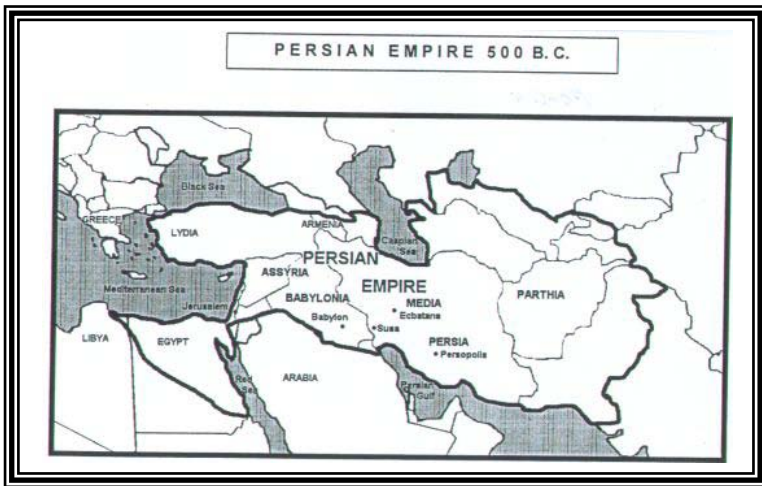 PERSIAN EMPIRE 500 B.C.
Black Sea
GREECE
LYDIA
ARMENIA
Caspian Sea
PERSIAN
EMPIRE
ASSYRIA
Mediterranean Sea
Jerusalem
BABYLONIA
Babylon
MEDIA
Ecbatana
PARTHIA
Susa
LIBYA
EGYPT
PERSIA
Persopolis
Red Sea
ARABIA
Persian Gulf